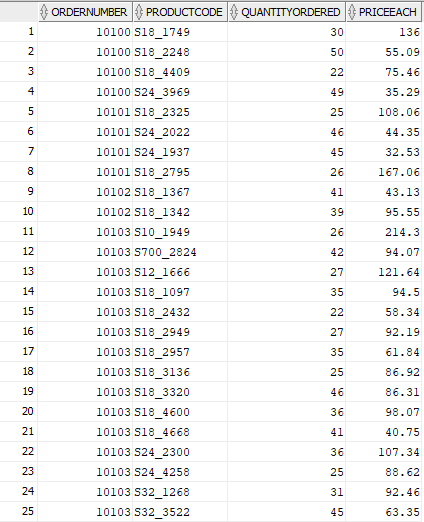 ORDERNUMBER PRODUCTCODE QUANTITYORDERED PRICEEACH
1 10100 S18_1749 30 136
2 10100 S18_2248 50 55.09
3 10100 S18_4409 22 75.46
4 10100 S24_3969 49 35.29
5 10101 S18_2325 25 108.06
6 10101 S24_2022 46 44.35
7 10101 S24_1937 45 32.53
8 10101 S18_2795 26 167.06
9 10102 S18_1367 41 43.13
10 10102 S18_1342 39 95.55
11 10103 S10_1949 26 214.3
12 10103 S700_2824 42 94.07
13 10103 S12_1666 27 121.64
14 10103 S18_1097 35 94.5
15 10103 S18_2432 22 58.34
16 10103 S18_2949 27 92.19
17 10103 S18_2957 35 61.84
18 10103 S18_3136 25 86.92
19 10103 S18_3320 46 86.31
20 10103 S18_4600 36 98.07
21 10103 S18_4668 41 40.75
22 10103 S24_2300 36 107.34
23 10103 S24_4258 25 88.62
24 10103 S32_1268 31 92.46
25 10103 S32_3522 45 63.35